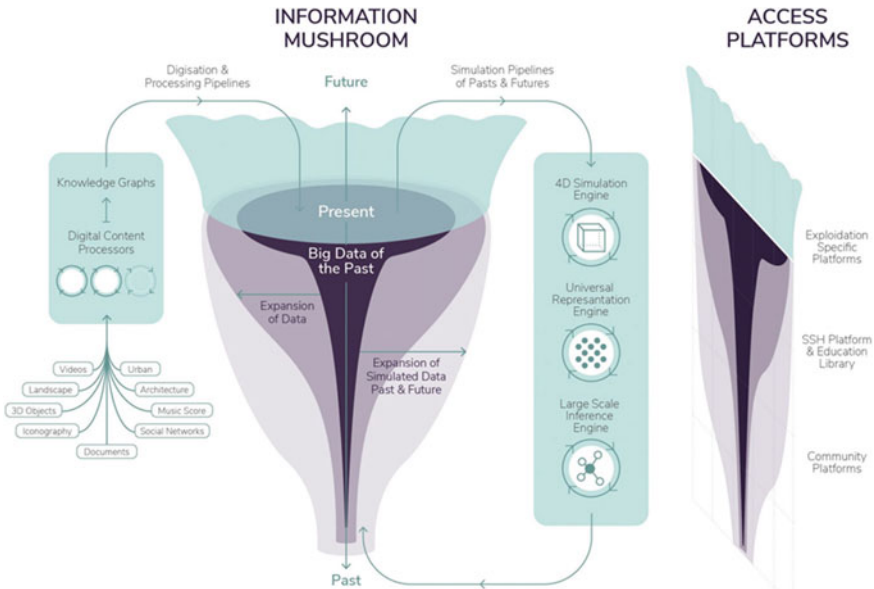 INFORMATION
MUSHROOM
ACCESS
PLATFORMS
Digisation &
Processing Pipelines
Future
Simulation Pipelines
of Pasts & Futures
Knowledge Graphs
Digital Content
Processors
Videos
Urban
Landscape
Architecture
3D Objects
Music Score
Iconography
Social Networks
Documents
Present
Big Data of
the Past
Expansion
of Data
Expansion of
Simulated Data
Past & Future
Past
4D Simulation
Engine
Universal
Represantation
Engine
Large Scale
Inference
Engine
Exploidation
Specific
Platforms
SSH Platform
& Education
Library
Community
Platforms